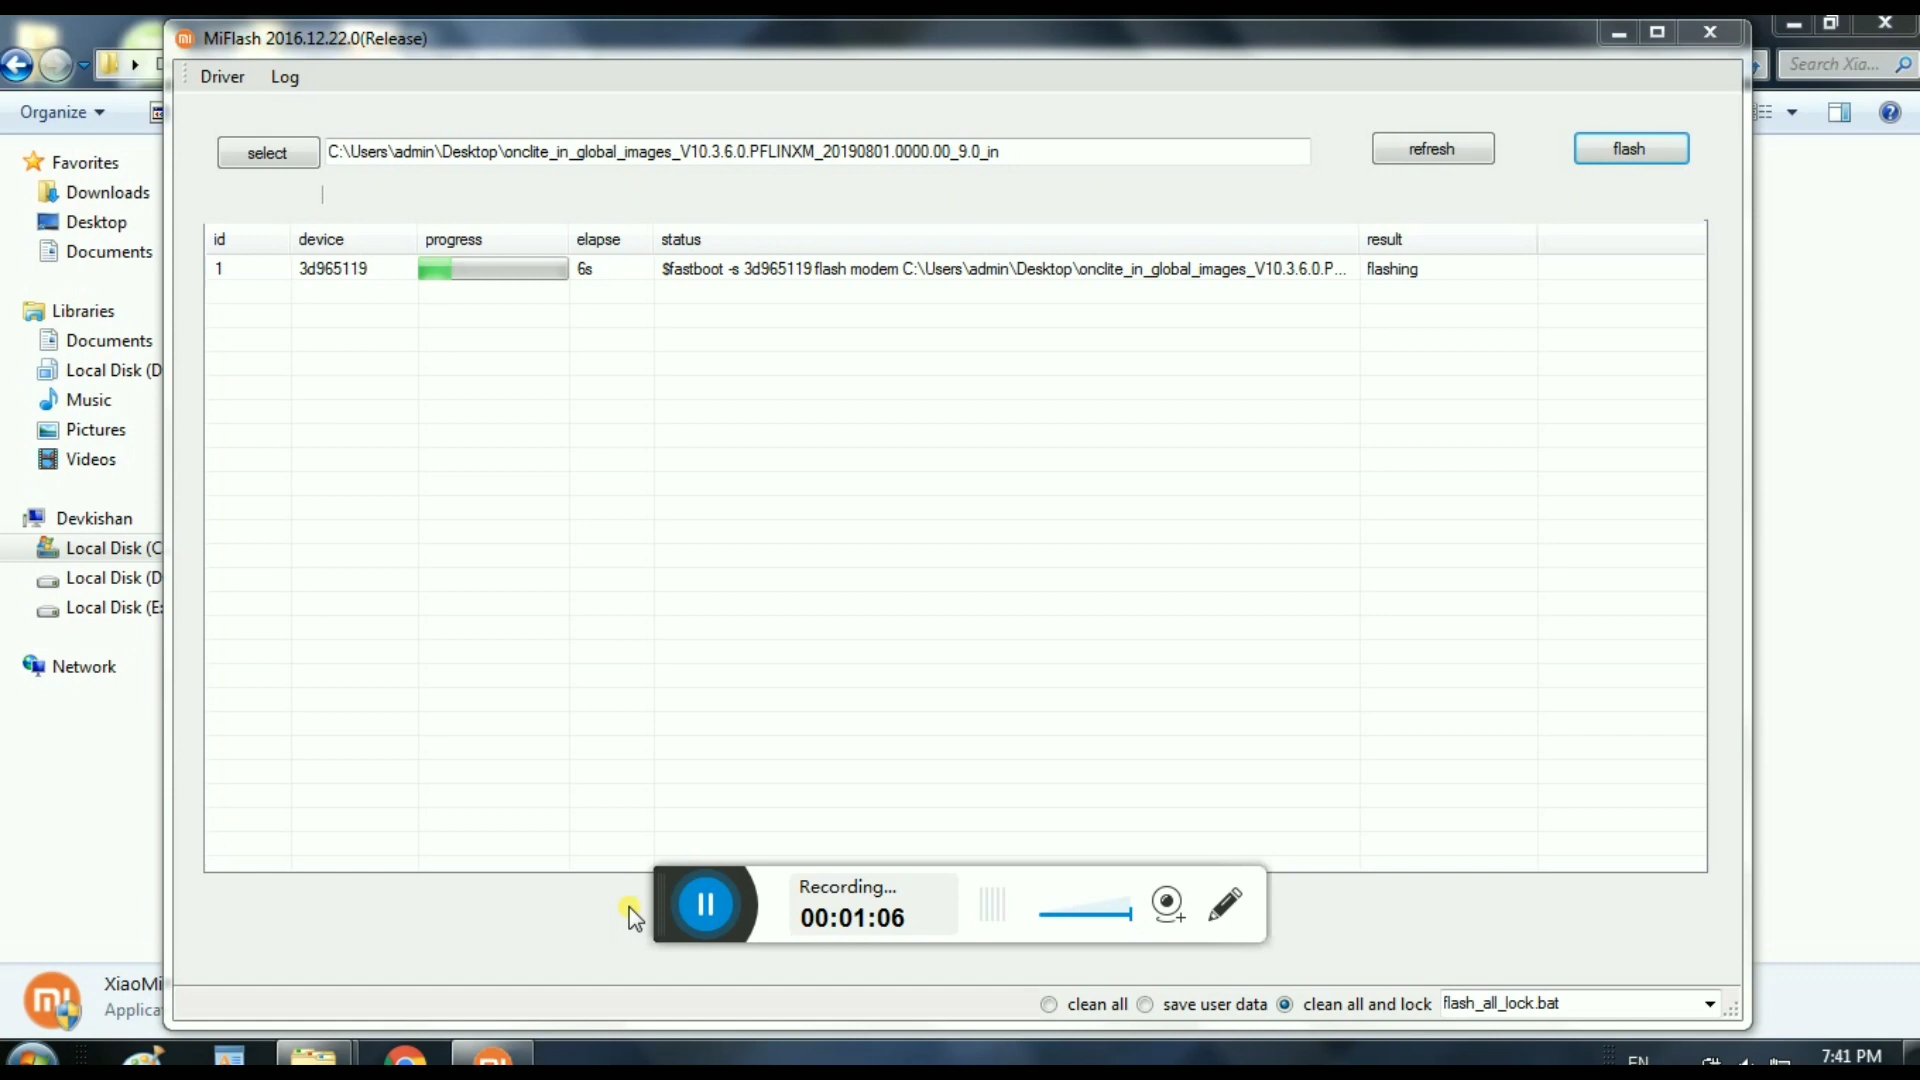 MiFlash 2016.12.22.0(Release)
Search Xia...
Driver Log
Organize
select C:\Users\admin\Desktop\onclite_in_global_images_V10.3.6.0.PFLINXM_20190801.0000.00_9.0_in refresh flash
Favorites
Downloads
Desktop
Documents
Libraries
Documents
Local Disk (D
Music
Pictures
Videos
Devkishan
Local Disk (C
Local Disk (D
Local Disk (E:
Network
id device progress elapse status result
1 3d965119 6s $fastboot -s 3d965119 flash modem C:\Users\admin\Desktop\onclite_in_global_images_V10.3.6.0.P... flashing
Recording...
00:01:06
XiaoMi
Applica
clean all save user data clean all and lock flash_all_lock.bat
EN
7:41 PM